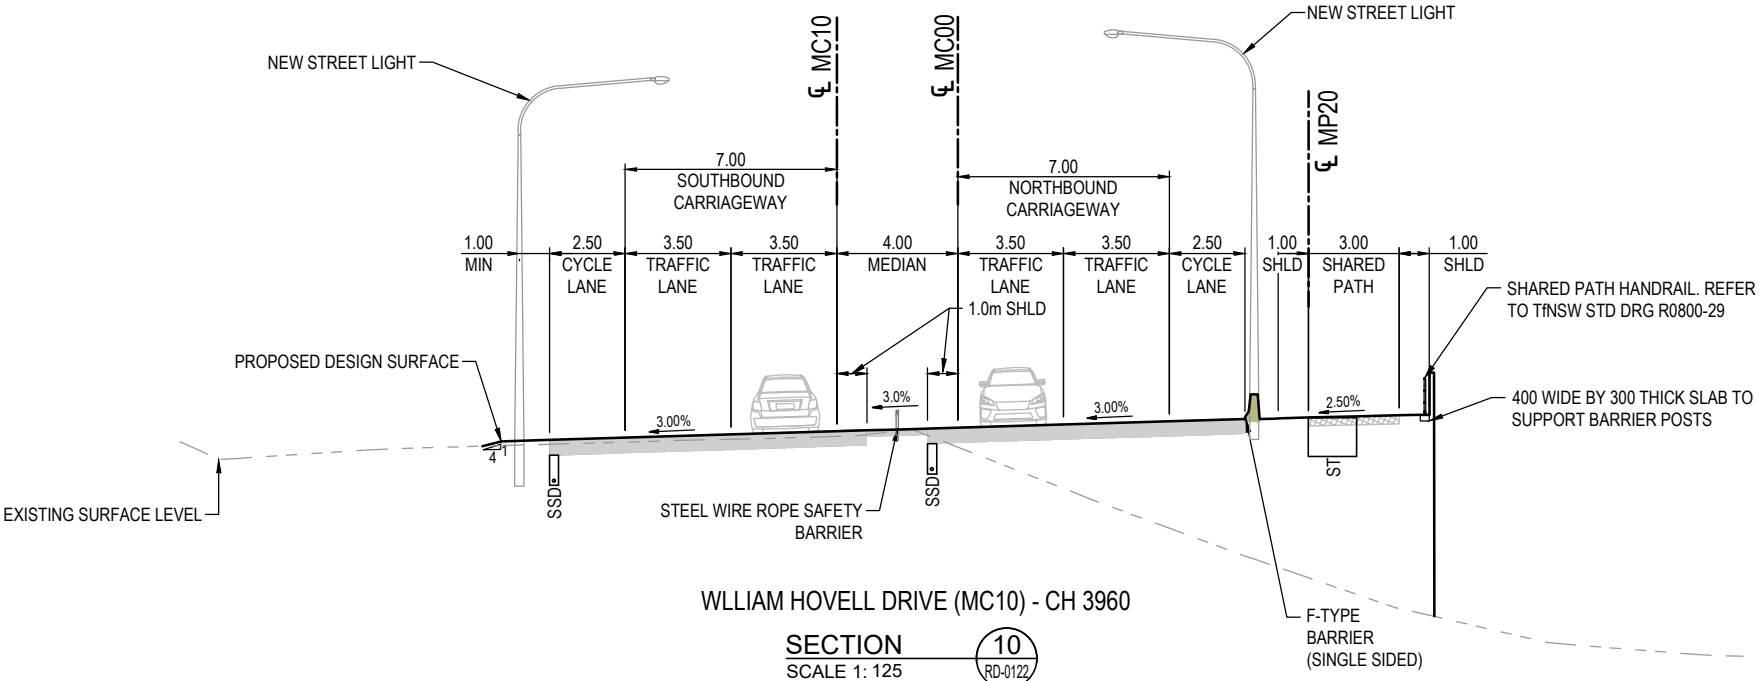 NEW STREET LIGHT
NEW STREET LIGHT
℄ MC10
℄ MC00
℄ MP20
7.00
SOUTHBOUND
CARRIAGEWAY
7.00
NORTHBOUND
CARRIAGEWAY
1.00
MIN
2.50
CYCLE
LANE
3.50
TRAFFIC
LANE
3.50
TRAFFIC
LANE
4.00
MEDIAN
3.50
TRAFFIC
LANE
3.50
TRAFFIC
LANE
2.50
CYCLE
LANE
1.00
SHLD
3.00
SHARED
PATH
1.00
SHLD
1.0m SHLD
SHARED PATH HANDRAIL. REFER
TO TfNSW STD DRG R0800-29
PROPOSED DESIGN SURFACE
400 WIDE BY 300 THICK SLAB TO
SUPPORT BARRIER POSTS
3.00%
3.0%
3.00%
2.50%
4
1
EXISTING SURFACE LEVEL
SSD
STEEL WIRE ROPE SAFETY
BARRIER
SSD
ST
F-TYPE
BARRIER
(SINGLE SIDED)
WLLIAM HOVELL DRIVE (MC10) - CH 3960
SECTION
SCALE 1: 125
10
RD-0122